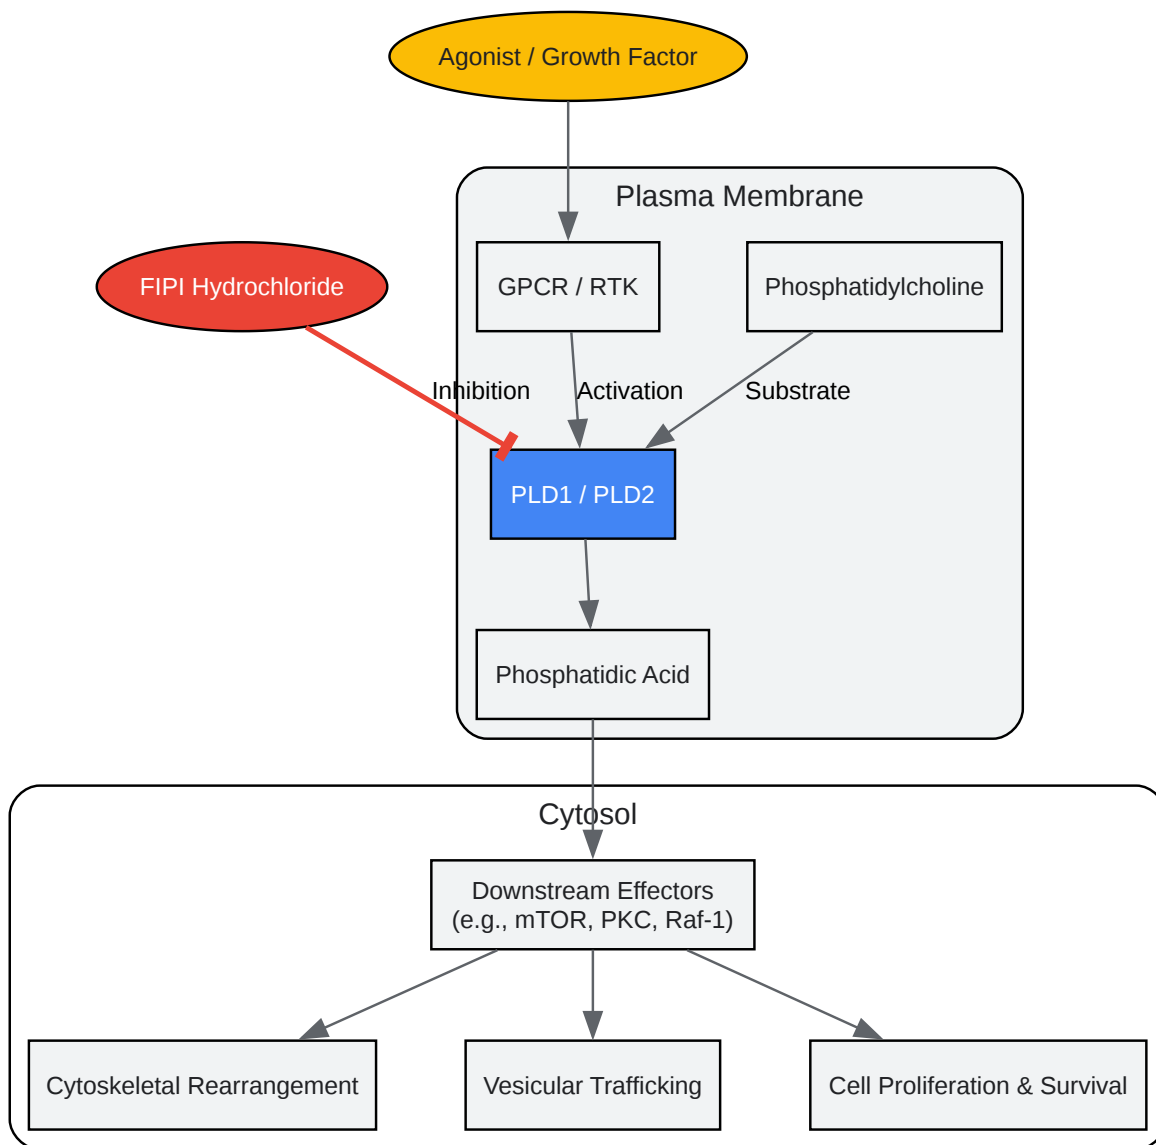 Agonist / Growth Factor
Plasma Membrane
FIPI Hydrochloride
GPCR / RTK
Phosphatidylcholine
Inhibition
Activation
Substrate
PLD1 / PLD2
Phosphatidic Acid
Cytosol
Downstream Effectors
(e.g., mTOR, PKC, Raf-1)
Cytoskeletal Rearrangement
Vesicular Trafficking
Cell Proliferation & Survival